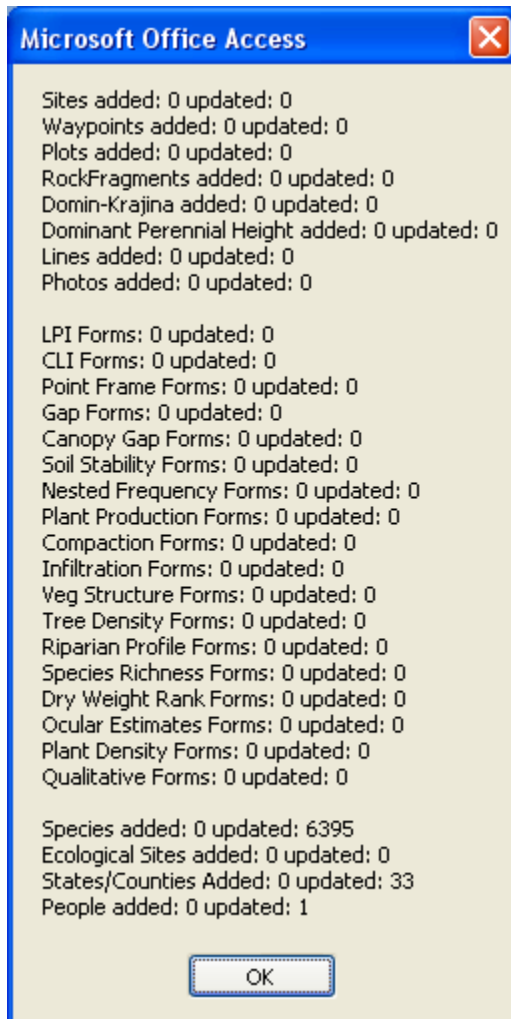 Microsoft Office Access
Sites added: 0 updated: 0
Waypoints added: 0 updated: 0
Plots added: 0 updated: 0
RockFragments added: 0 updated: 0
Domin-Krajina added: 0 updated: 0
Dominant Perennial Height added: 0 updated: 0
Lines added: 0 updated: 0
Photos added: 0 updated: 0
LPI Forms: 0 updated: 0
CLI Forms: 0 updated: 0
Point Frame Forms: 0 updated: 0
Gap Forms: 0 updated: 0
Canopy Gap Forms: 0 updated: 0
Soil Stability Forms: 0 updated: 0
Nested Frequency Forms: 0 updated: 0
Plant Production Forms: 0 updated: 0
Compaction Forms: 0 updated: 0
Infiltration Forms: 0 updated: 0
Veg Structure Forms: 0 updated: 0
Tree Density Forms: 0 updated: 0
Riparian Profile Forms: 0 updated: 0
Species Richness Forms: 0 updated: 0
Dry Weight Rank Forms: 0 updated: 0
Ocular Estimates Forms: 0 updated: 0
Plant Density Forms: 0 updated: 0
Qualitative Forms: 0 updated: 0
Species added: 0 updated: 6395
Ecological Sites added: 0 updated: 0
States/Counties Added: 0 updated: 33
People added: 0 updated: 1
OK